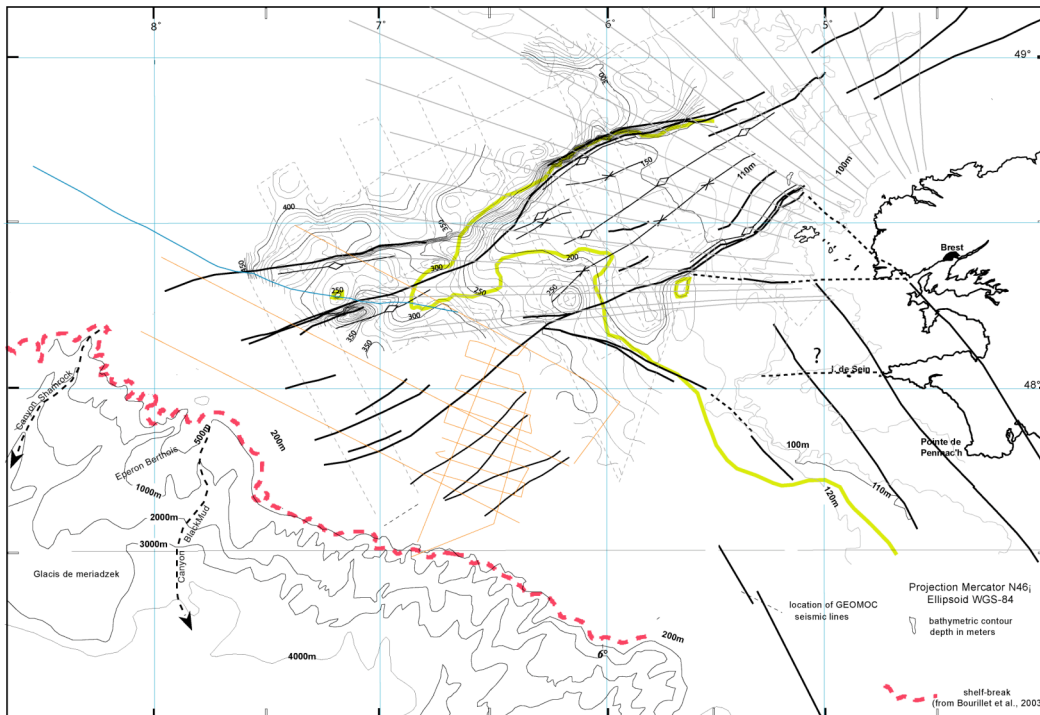 8°
7°
6°
5°
49°
300
150
110m
100m
400
350
350
300
200
250
250
250
300
350
350
Brest
?
I. de Sein
48°
Canyon Shamrock
500m
200m
Eperon Berthois
1000m
2000m
3000m
Canyon BlackMud
Glacis de meriadzek
4000m
6°
200m
100m
110m
120m
Pointe de
Penmac'h
location of GEOMOC
seismic lines
Projection Mercator N46¡
Ellipsoid WGS-84
bathymetric contour
depth in meters
shelf-break
(from Bourillet et al., 2003